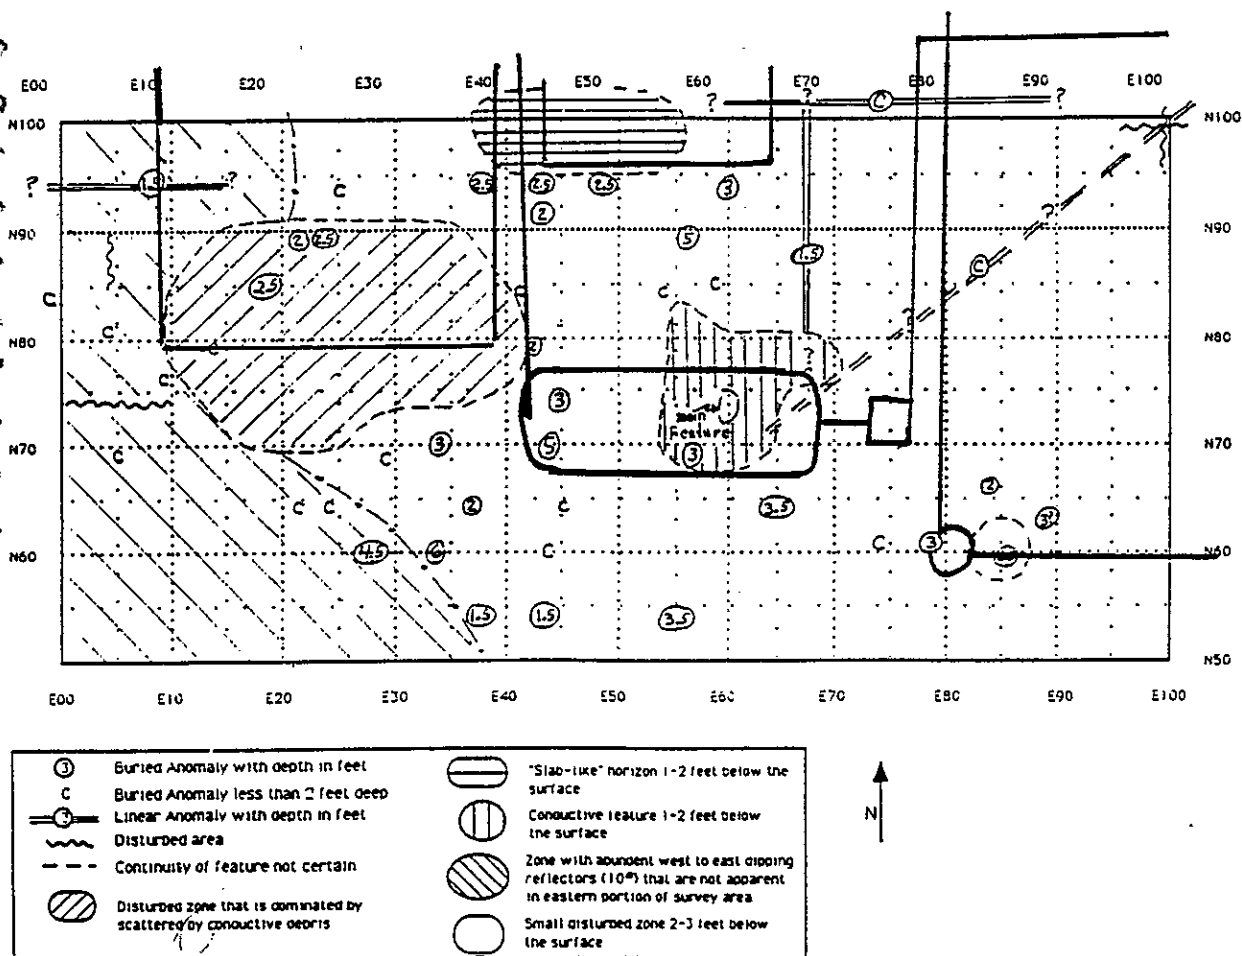 E00 E10 E20 E30 E40 E50 E60 E70 E80 E90 E100
? ? C ?
N100 N100
? 1.5 ? C 2.5 2.5 2.5 3
2
N90 2 2.5 5 1.5 ? N90
C 2.5 C C C C
C' ?
N80 C 2 N80
C ?
3 Main
Feature
N70 C 3 C 5 3 N70
C C 2 C 3.5 2 3'
N60 4.5 6 C C 3 N60
1.5 1.5 3.5
N50
E00 E10 E20 E30 E40 E50 E60 E70 E80 E90 E100
3 Buried Anomaly with depth in feet
C Buried Anomaly less than 2 feet deep
3 Linear Anomaly with depth in feet
Disturbed area
Continuity of feature not certain
Disturbed zone that is dominated by
scattered by conductive debris
"Slab-like" horizon 1-2 feet below the
surface
Conductive feature 1-2 feet below
the surface
Zone with abundent west to east dipping
reflectors (10°) that are not apparent
in eastern portion of survey area
Small disturbed zone 2-3 feet below
the surface
N